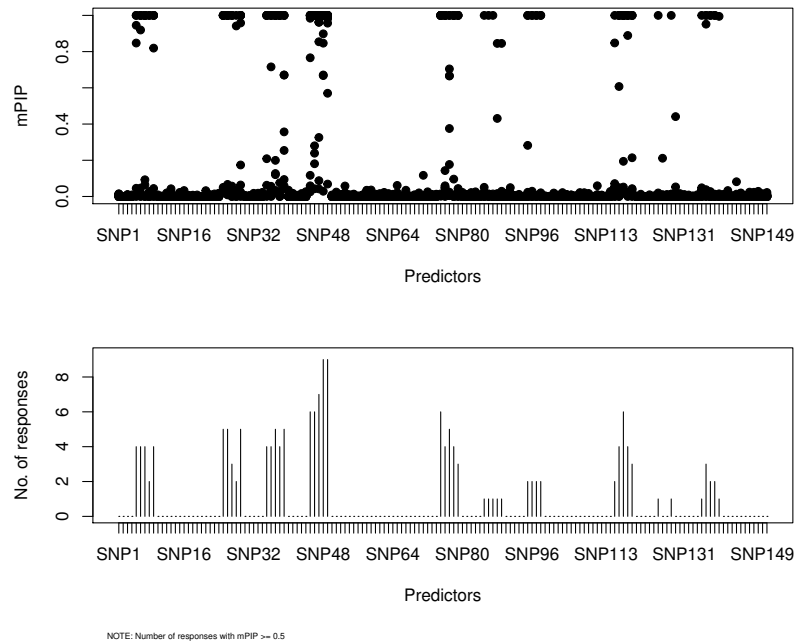 mPIP
0.8
0.4
0.0
SNP1 SNP16 SNP32 SNP48 SNP64 SNP80 SNP96 SNP113 SNP131 SNP149
Predictors
No. of responses
8
6
4
2
0
SNP1 SNP16 SNP32 SNP48 SNP64 SNP80 SNP96 SNP113 SNP131 SNP149
Predictors
NOTE: Number of responses with mPIP >= 0.5